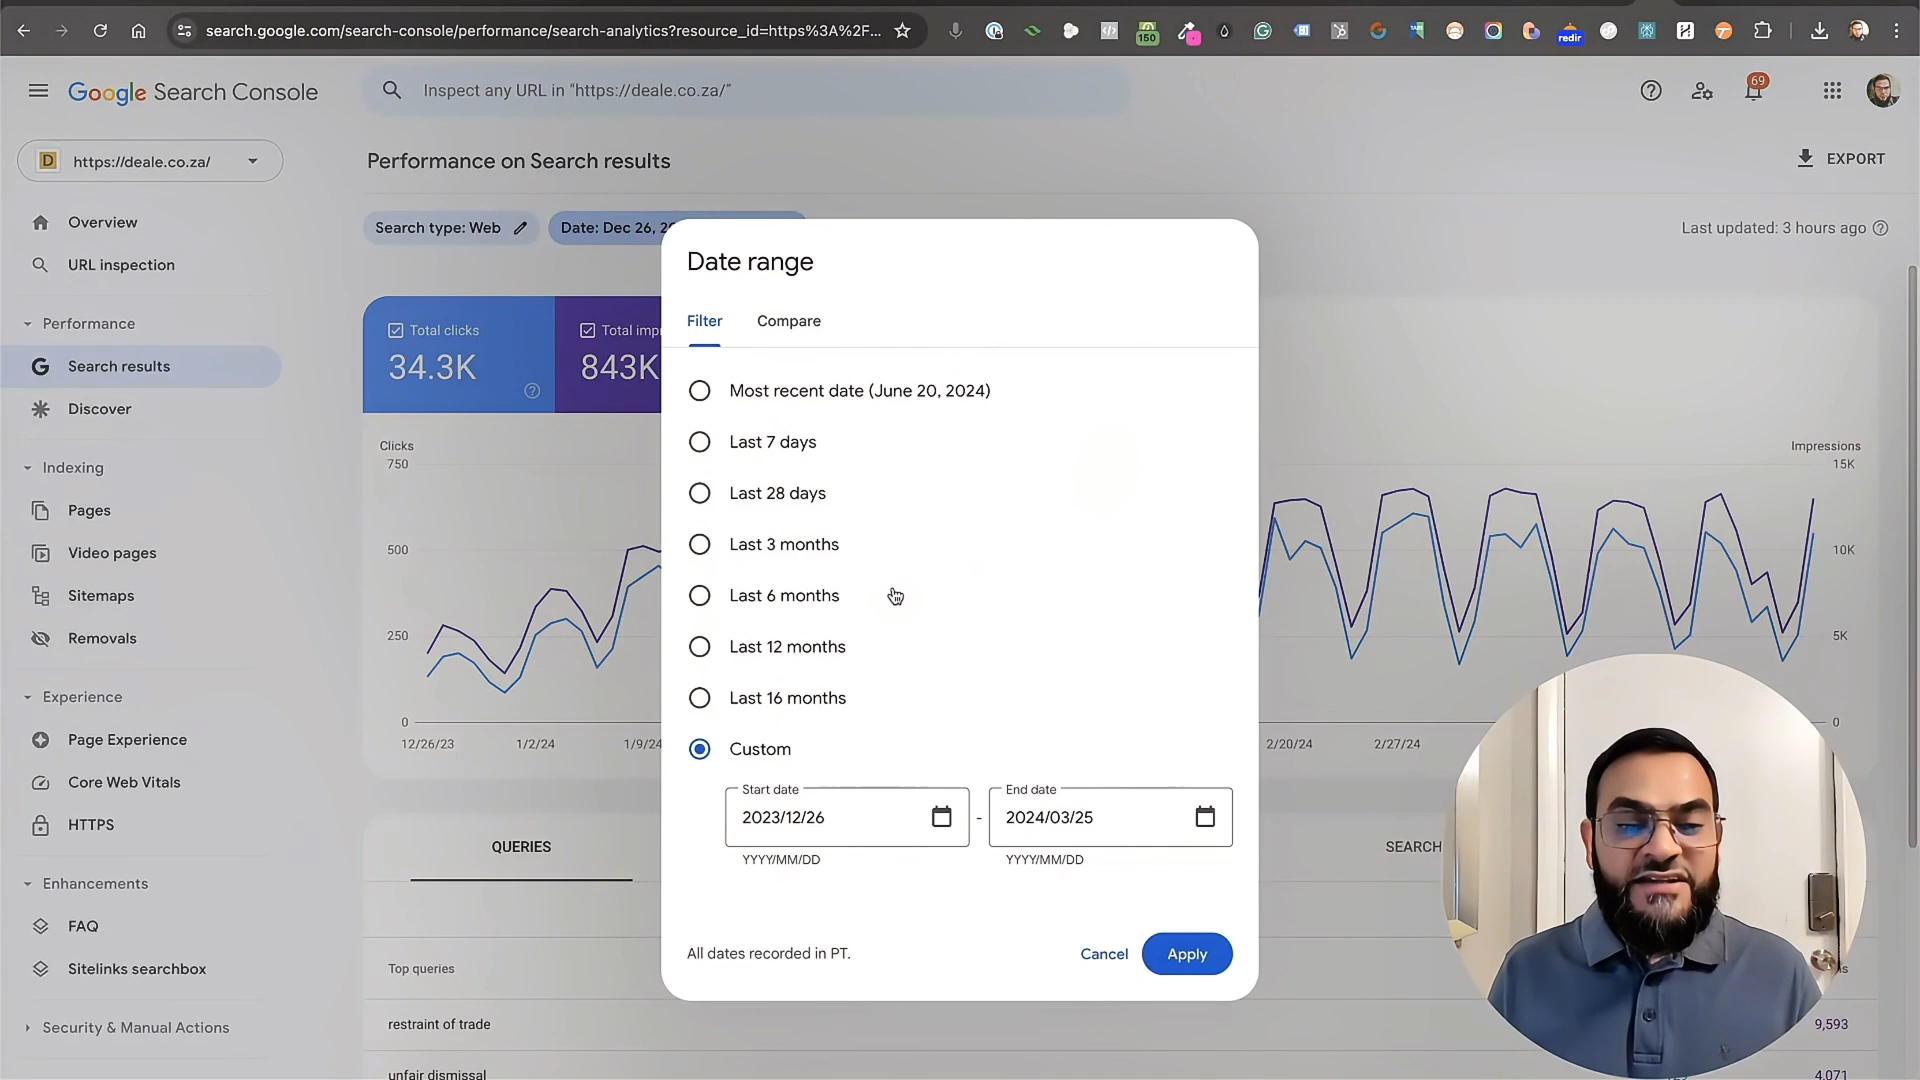 search.google.com/search-console/performance/search-analytics?resource_id=https%3A%2F...
150
redir
Google Search Console
Inspect any URL in "https://deale.co.za/"
69
D
https://deale.co.za/
Performance on Search results
EXPORT
Overview
Search type: Web
Date: Dec 26, 2
Last updated: 3 hours ago
URL inspection
Performance
Search results
Discover
Indexing
Pages
Video pages
Sitemaps
Removals
Experience
Page Experience
Core Web Vitals
HTTPS
Enhancements
FAQ
Sitelinks searchbox
Security & Manual Actions
Total clicks
34.3K
Total imp
843K
Clicks
750
500
250
0
12/26/23
1/2/24
1/9/24
Impressions
15K
10K
5K
0
2/20/24
2/27/24
Date range
Filter
Compare
Most recent date (June 20, 2024)
Last 7 days
Last 28 days
Last 3 months
Last 6 months
Last 12 months
Last 16 months
Custom
Start date
2023/12/26
YYYY/MM/DD
-
End date
2024/03/25
YYYY/MM/DD
All dates recorded in PT.
Cancel
Apply
QUERIES
SEARCH
Top queries
restraint of trade
9,593
unfair dismissal
4,071